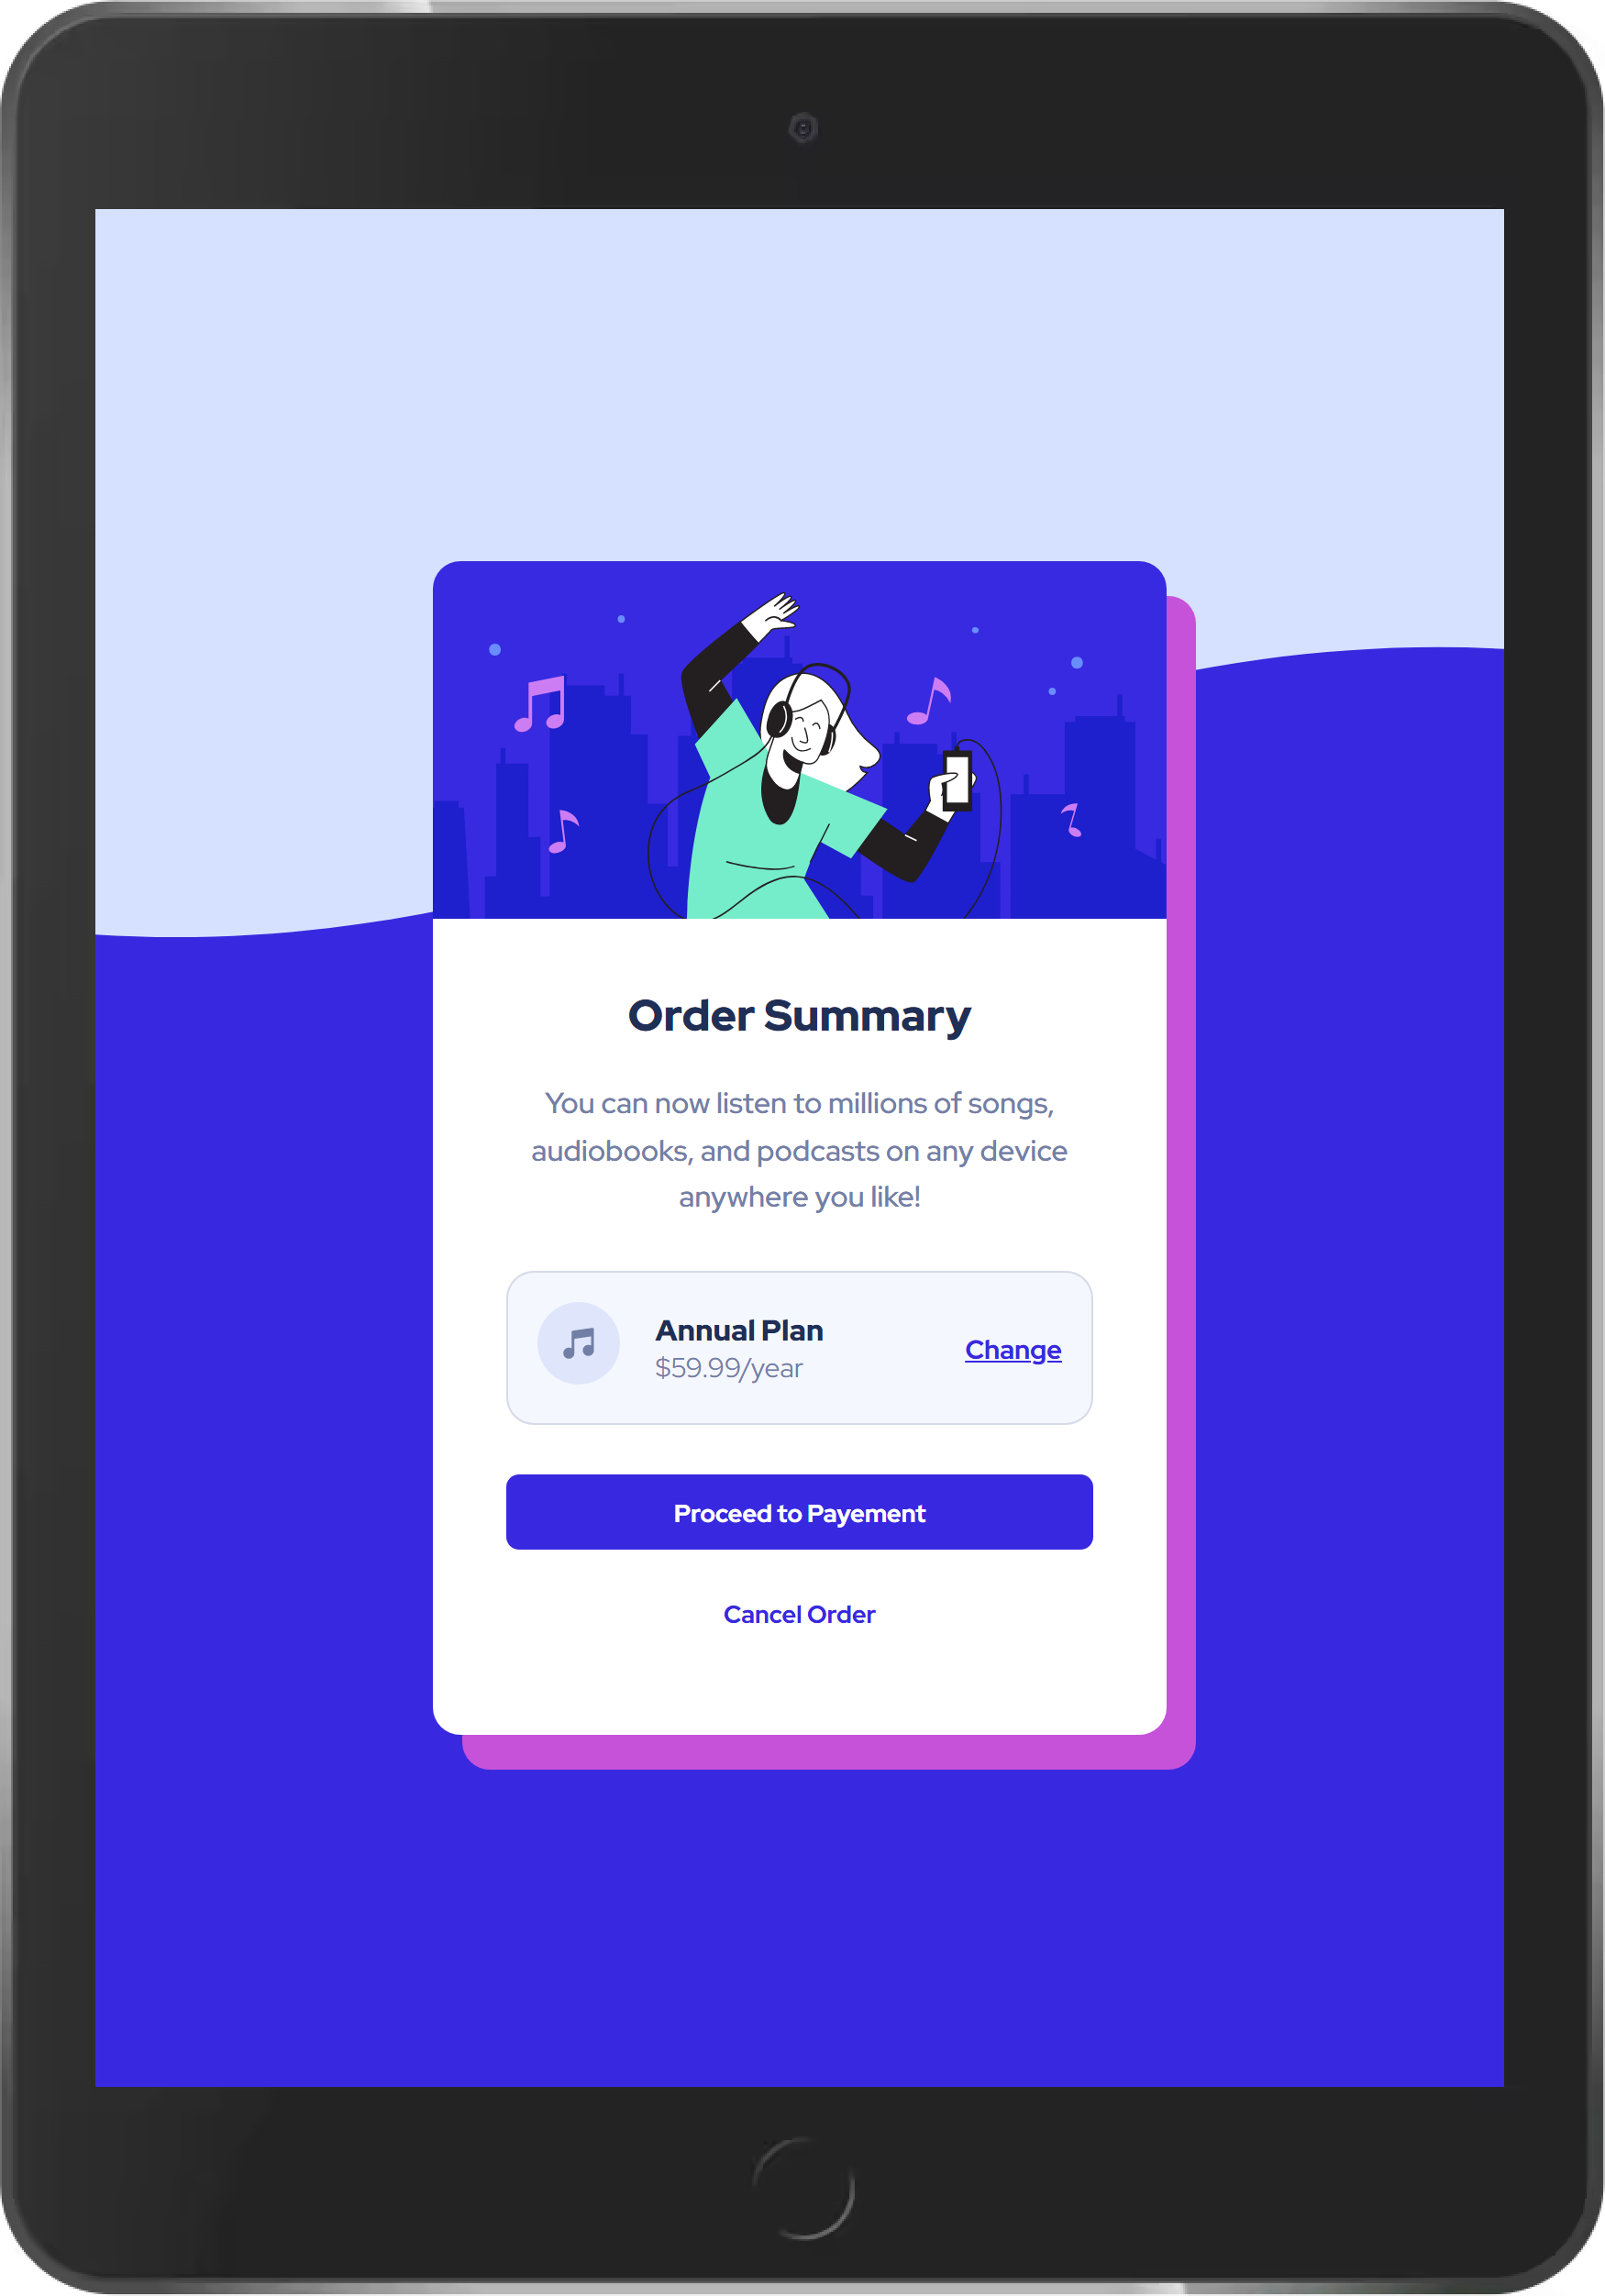 Order Summary
You can now listen to millions of songs,
audiobooks, and podcasts on any device
anywhere you like!
Annual Plan
$59.99/year
Change
Proceed to Payement
Cancel Order